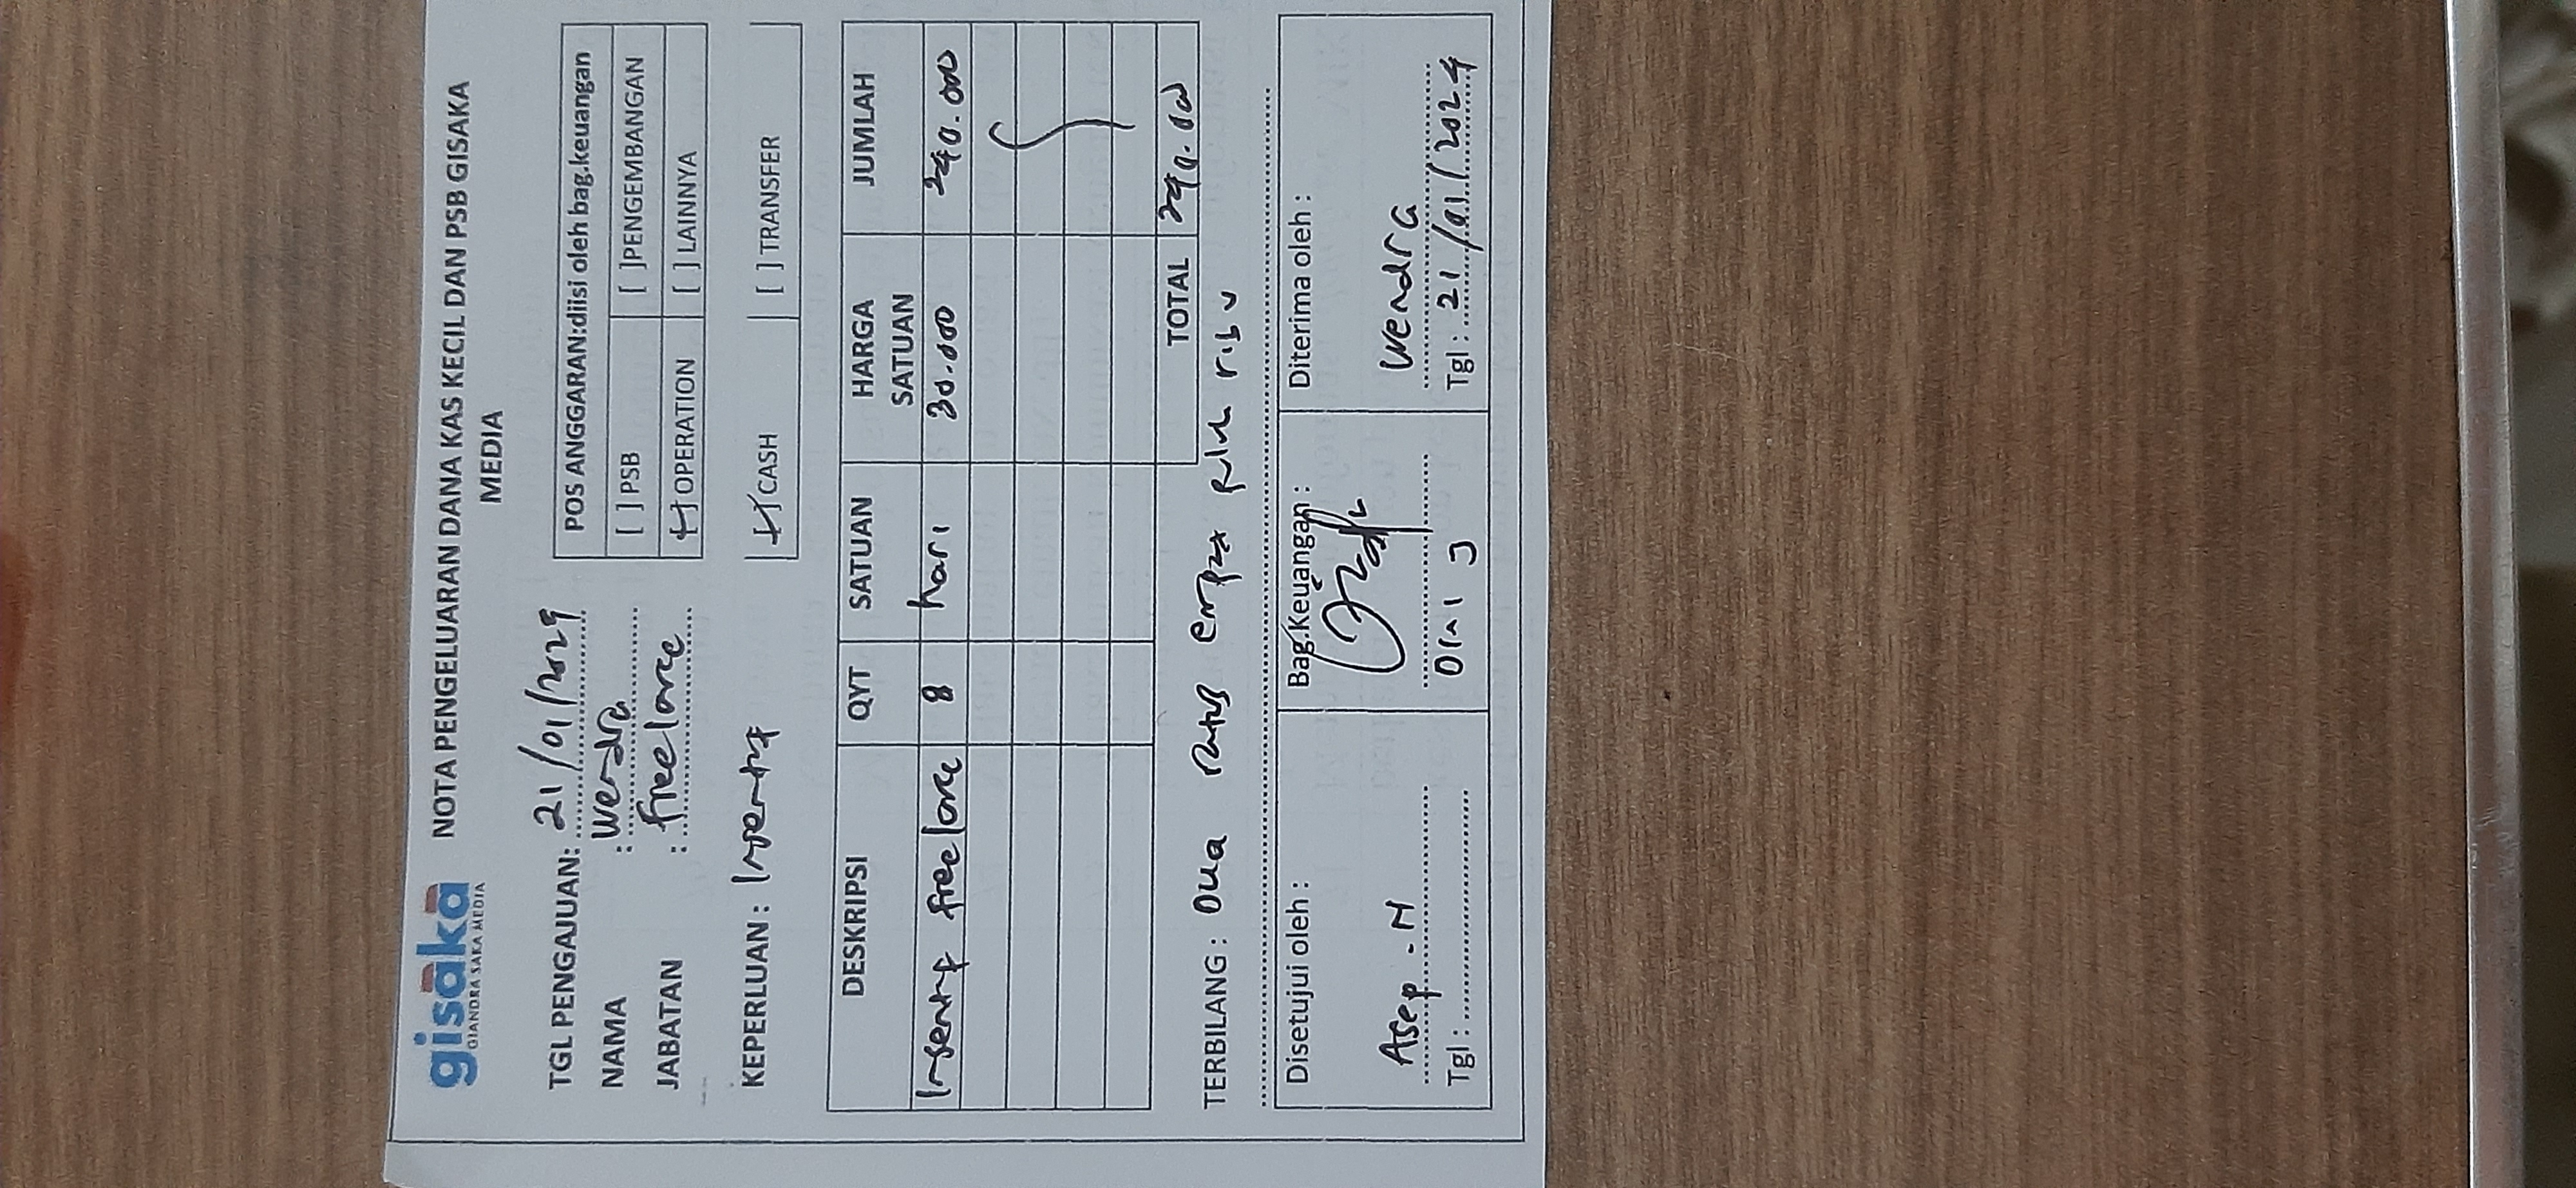 gisaka
GIANDRA SAKA MEDIA
NOTA PENGELUARAN DANA KAS KECIL DAN PSB GISAKA
MEDIA
TGL PENGAJUAN: 21/01/2024
NAMA : Wendra
JABATAN : Freelance
POS ANGGARAN:diisi oleh bag.keuangan
[ ] PSB [ ]PENGEMBANGAN
[✓] OPERATION [ ] LAINNYA
KEPERLUAN : Insentif
[✓] CASH [ ] TRANSFER
DESKRIPSI QYT SATUAN HARGA SATUAN JUMLAH
Insentif freelance 8 hari 30.000 240.000
TOTAL 240.000
TERBILANG : Dua ratus empat puluh ribu
Disetujui oleh : Bag.Keuangan : Diterima oleh :
Asep . N Wendra
Tgl : Tgl : 21/01/2024